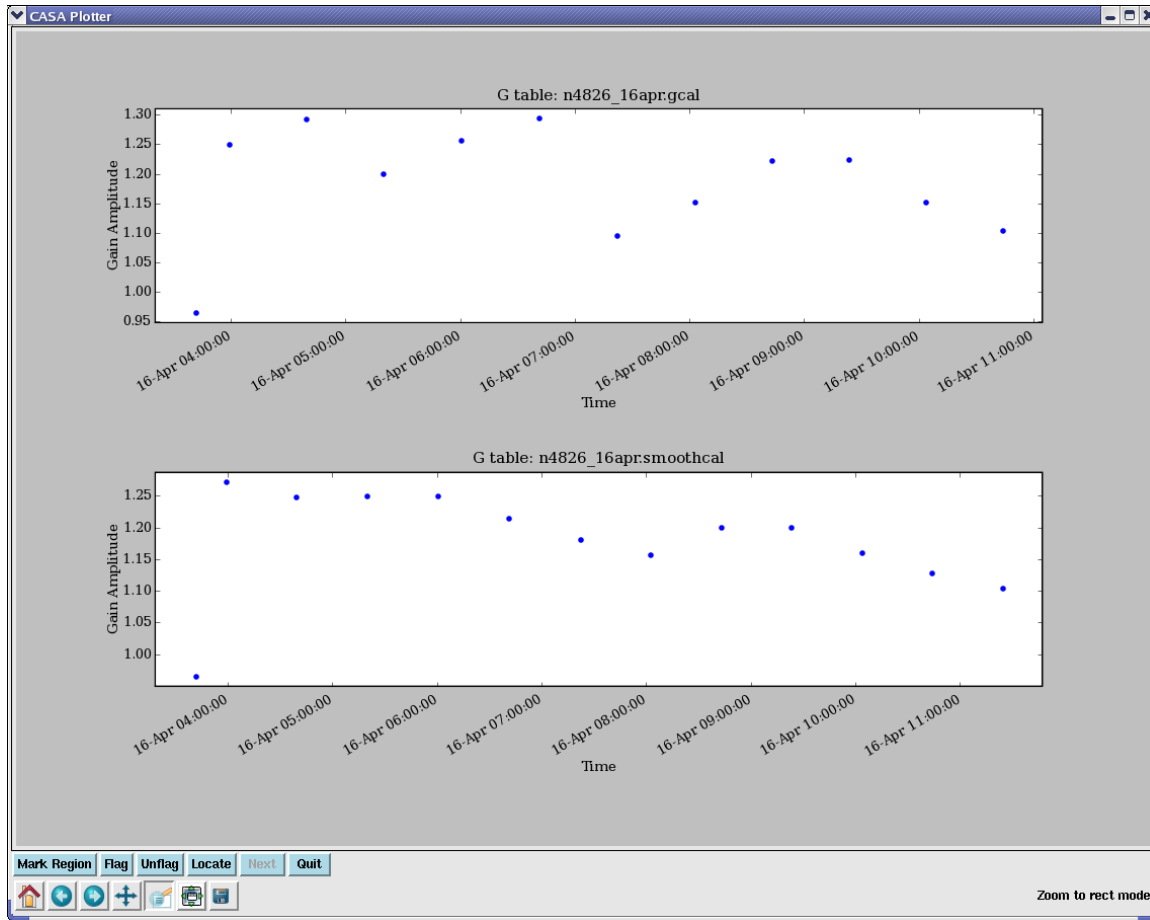 CASA Plotter
G table: n4826_16apr.gcal
1.30
1.25
1.20
1.15
1.10
1.05
1.00
0.95
Gain Amplitude
16-Apr 04:00:00
16-Apr 05:00:00
16-Apr 06:00:00
16-Apr 07:00:00
16-Apr 08:00:00
16-Apr 09:00:00
16-Apr 10:00:00
16-Apr 11:00:00
Time
G table: n4826_16apr.smoothcal
1.25
1.20
1.15
1.10
1.05
1.00
Gain Amplitude
16-Apr 04:00:00
16-Apr 05:00:00
16-Apr 06:00:00
16-Apr 07:00:00
16-Apr 08:00:00
16-Apr 09:00:00
16-Apr 10:00:00
16-Apr 11:00:00
Time
Mark Region Flag Unflag Locate Next Quit
Zoom to rect mode